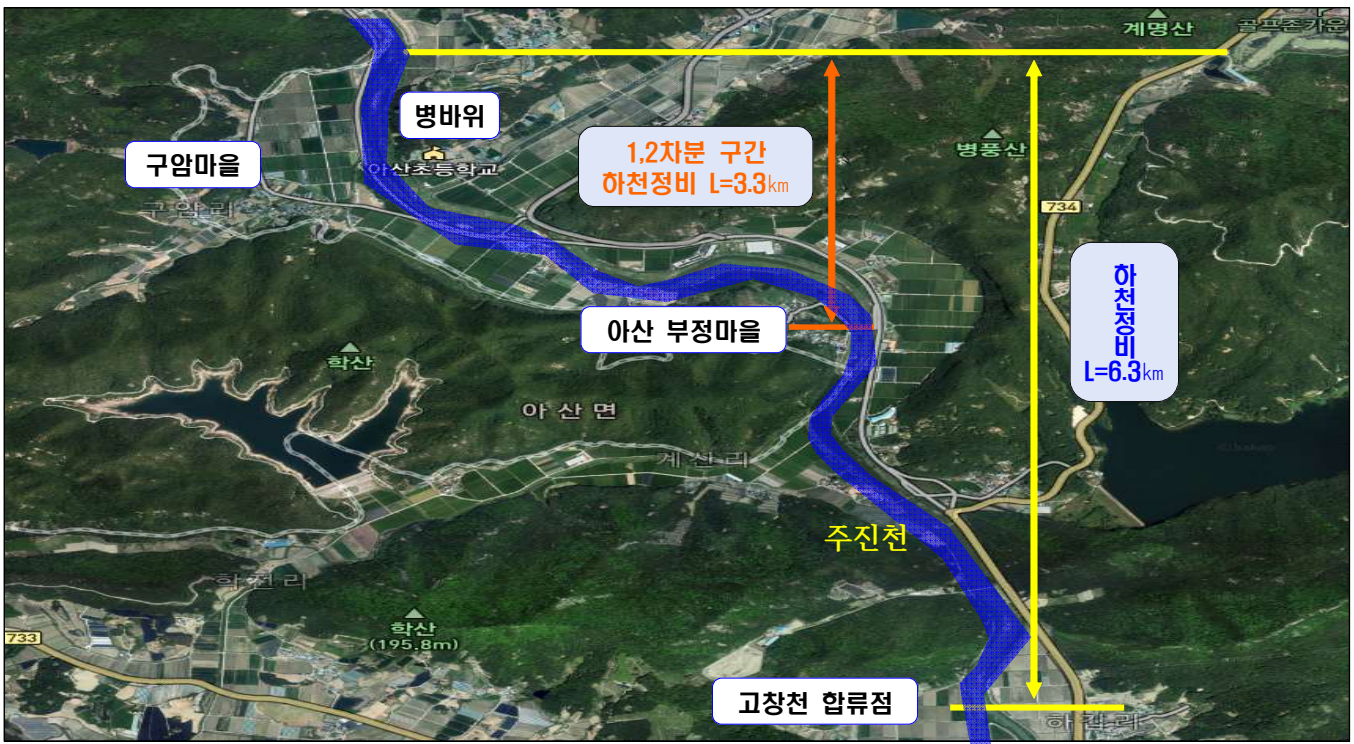 계명산
골프존카운
병바위
구암마을
아산초등학교
1,2차분 구간
하천정비 L=3.3km
병풍산
구암리
734
하천정비
L=6.3km
아산 부정마을
학산
아산면
계산리
주진천
학전리
학산
(195.8m)
733
고창천 합류점
하갑리